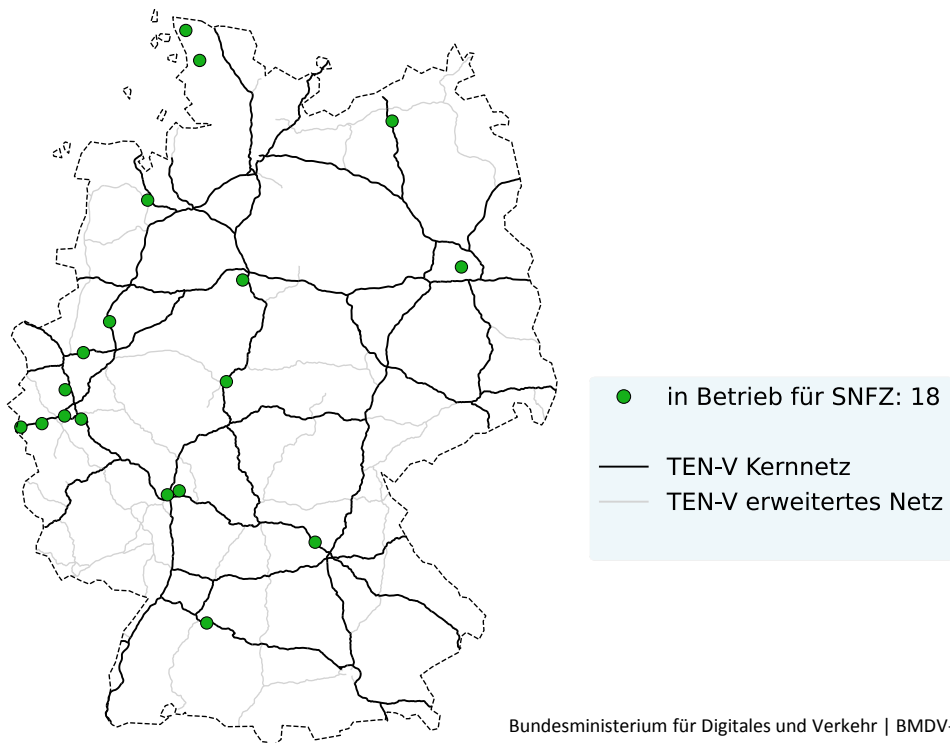 in Betrieb für SNFZ: 18
TEN-V Kernnetz
TEN-V erweitertes Netz
Bundesministerium für Digitales und Verkehr | BMDV-